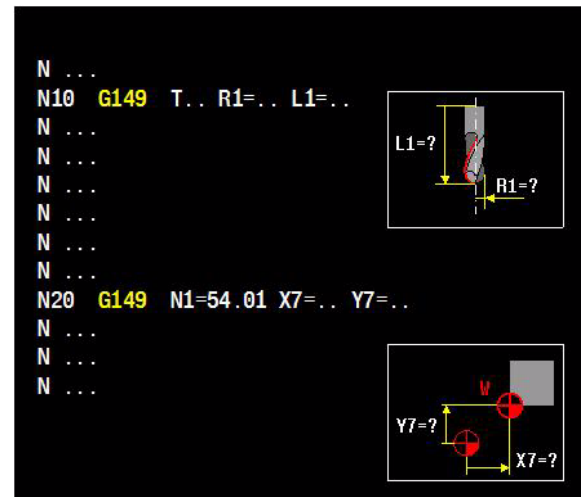 N ...
N10 G149 T.. R1=.. L1=..
N ...
N ...
N ...
N ...
N ...
N ...
N20 G149 N1=54.01 X7=.. Y7=..
N ...
N ...
N ...
L1=?
R1=?
W
Y7=?
X7=?